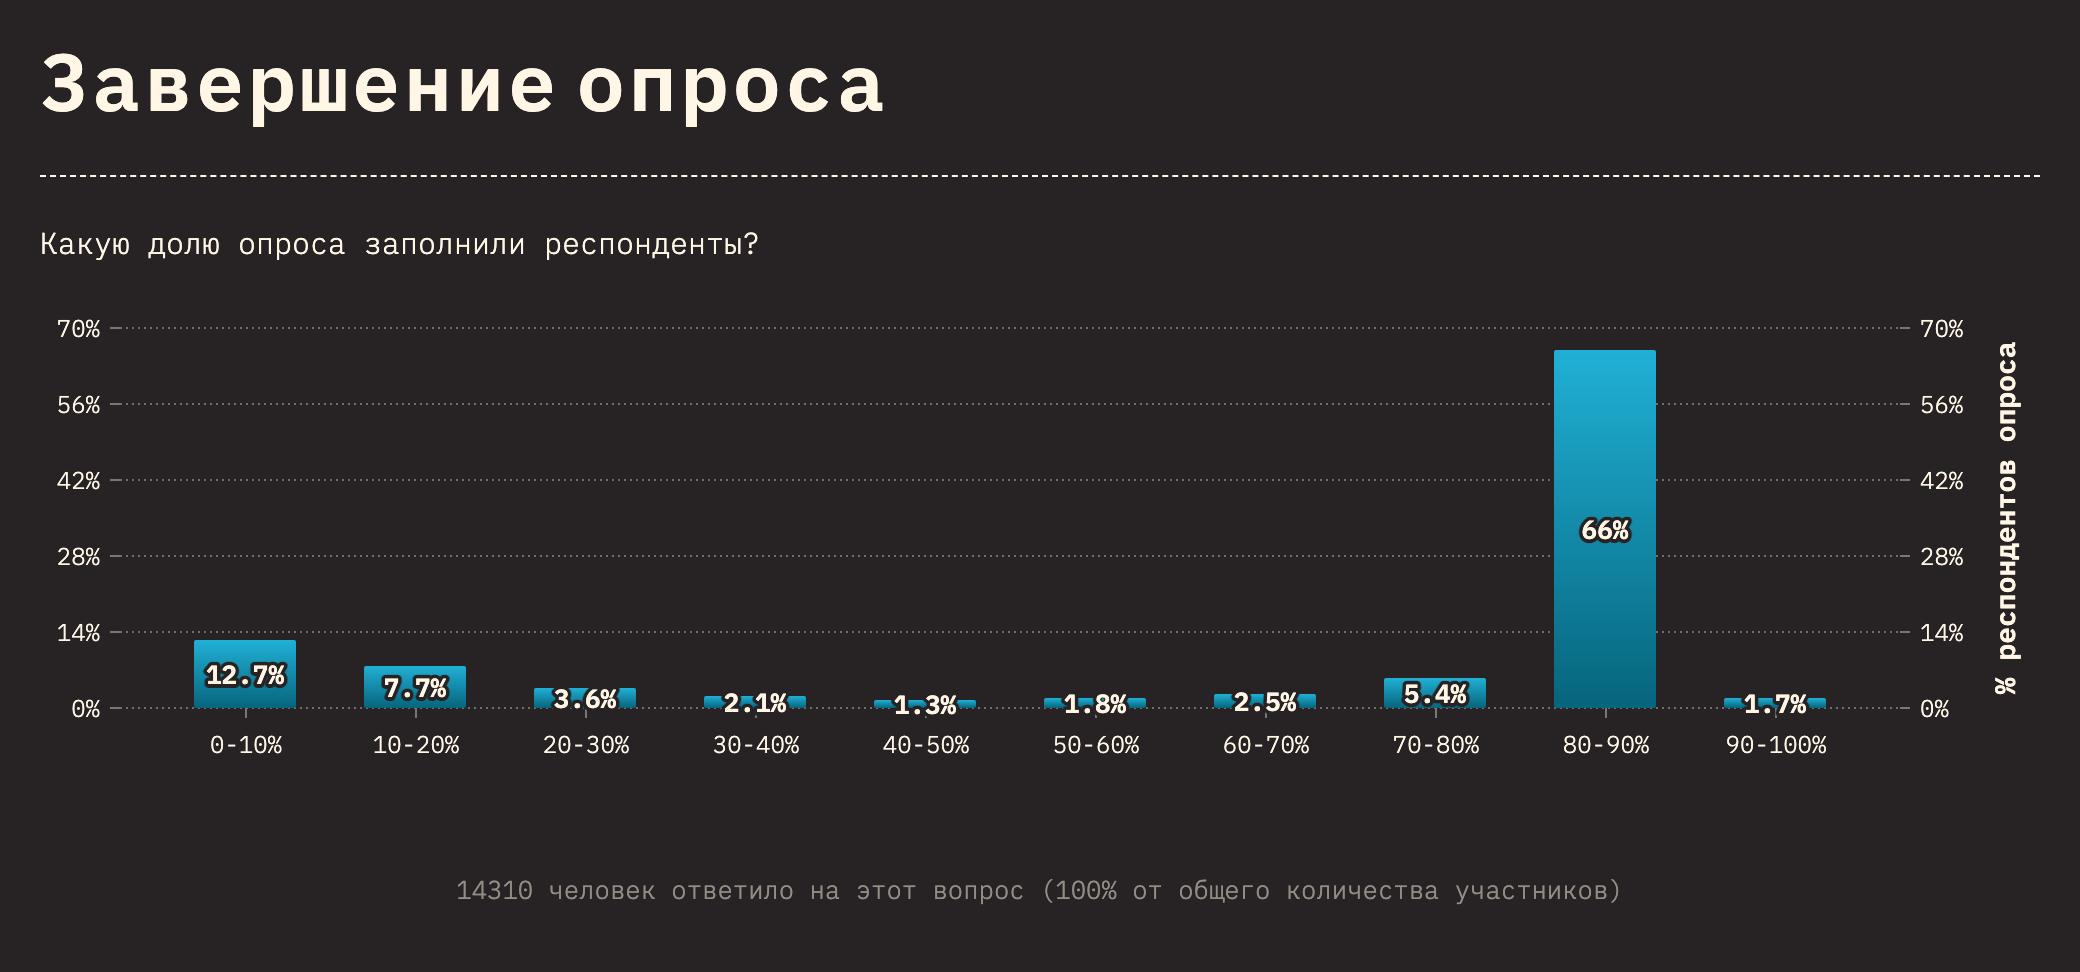 Завершение опроса
Какую долю опроса заполнили респонденты?
70% 70%
56% 56%
42% 42%
28% 28%
14% 14%
0% 0%
% респондентов опроса
12.7% 7.7% 3.6% 2.1% 1.3% 1.8% 2.5% 5.4% 66% 1.7%
0-10% 10-20% 20-30% 30-40% 40-50% 50-60% 60-70% 70-80% 80-90% 90-100%
14310 человек ответило на этот вопрос (100% от общего количества участников)